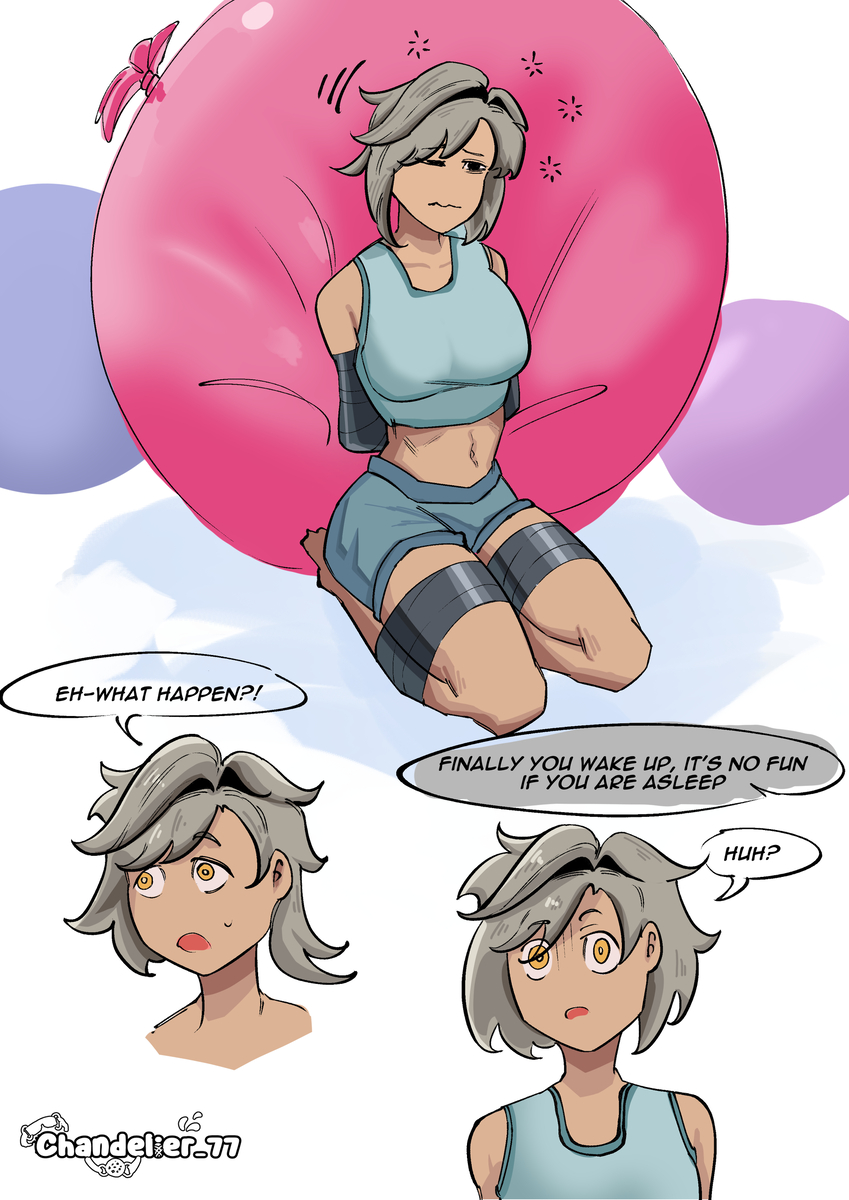 EH-WHAT HAPPEN?!
FINALLY YOU WAKE UP, IT'S NO FUN
IF YOU ARE ASLEEP
HUH?
Chandelier_77